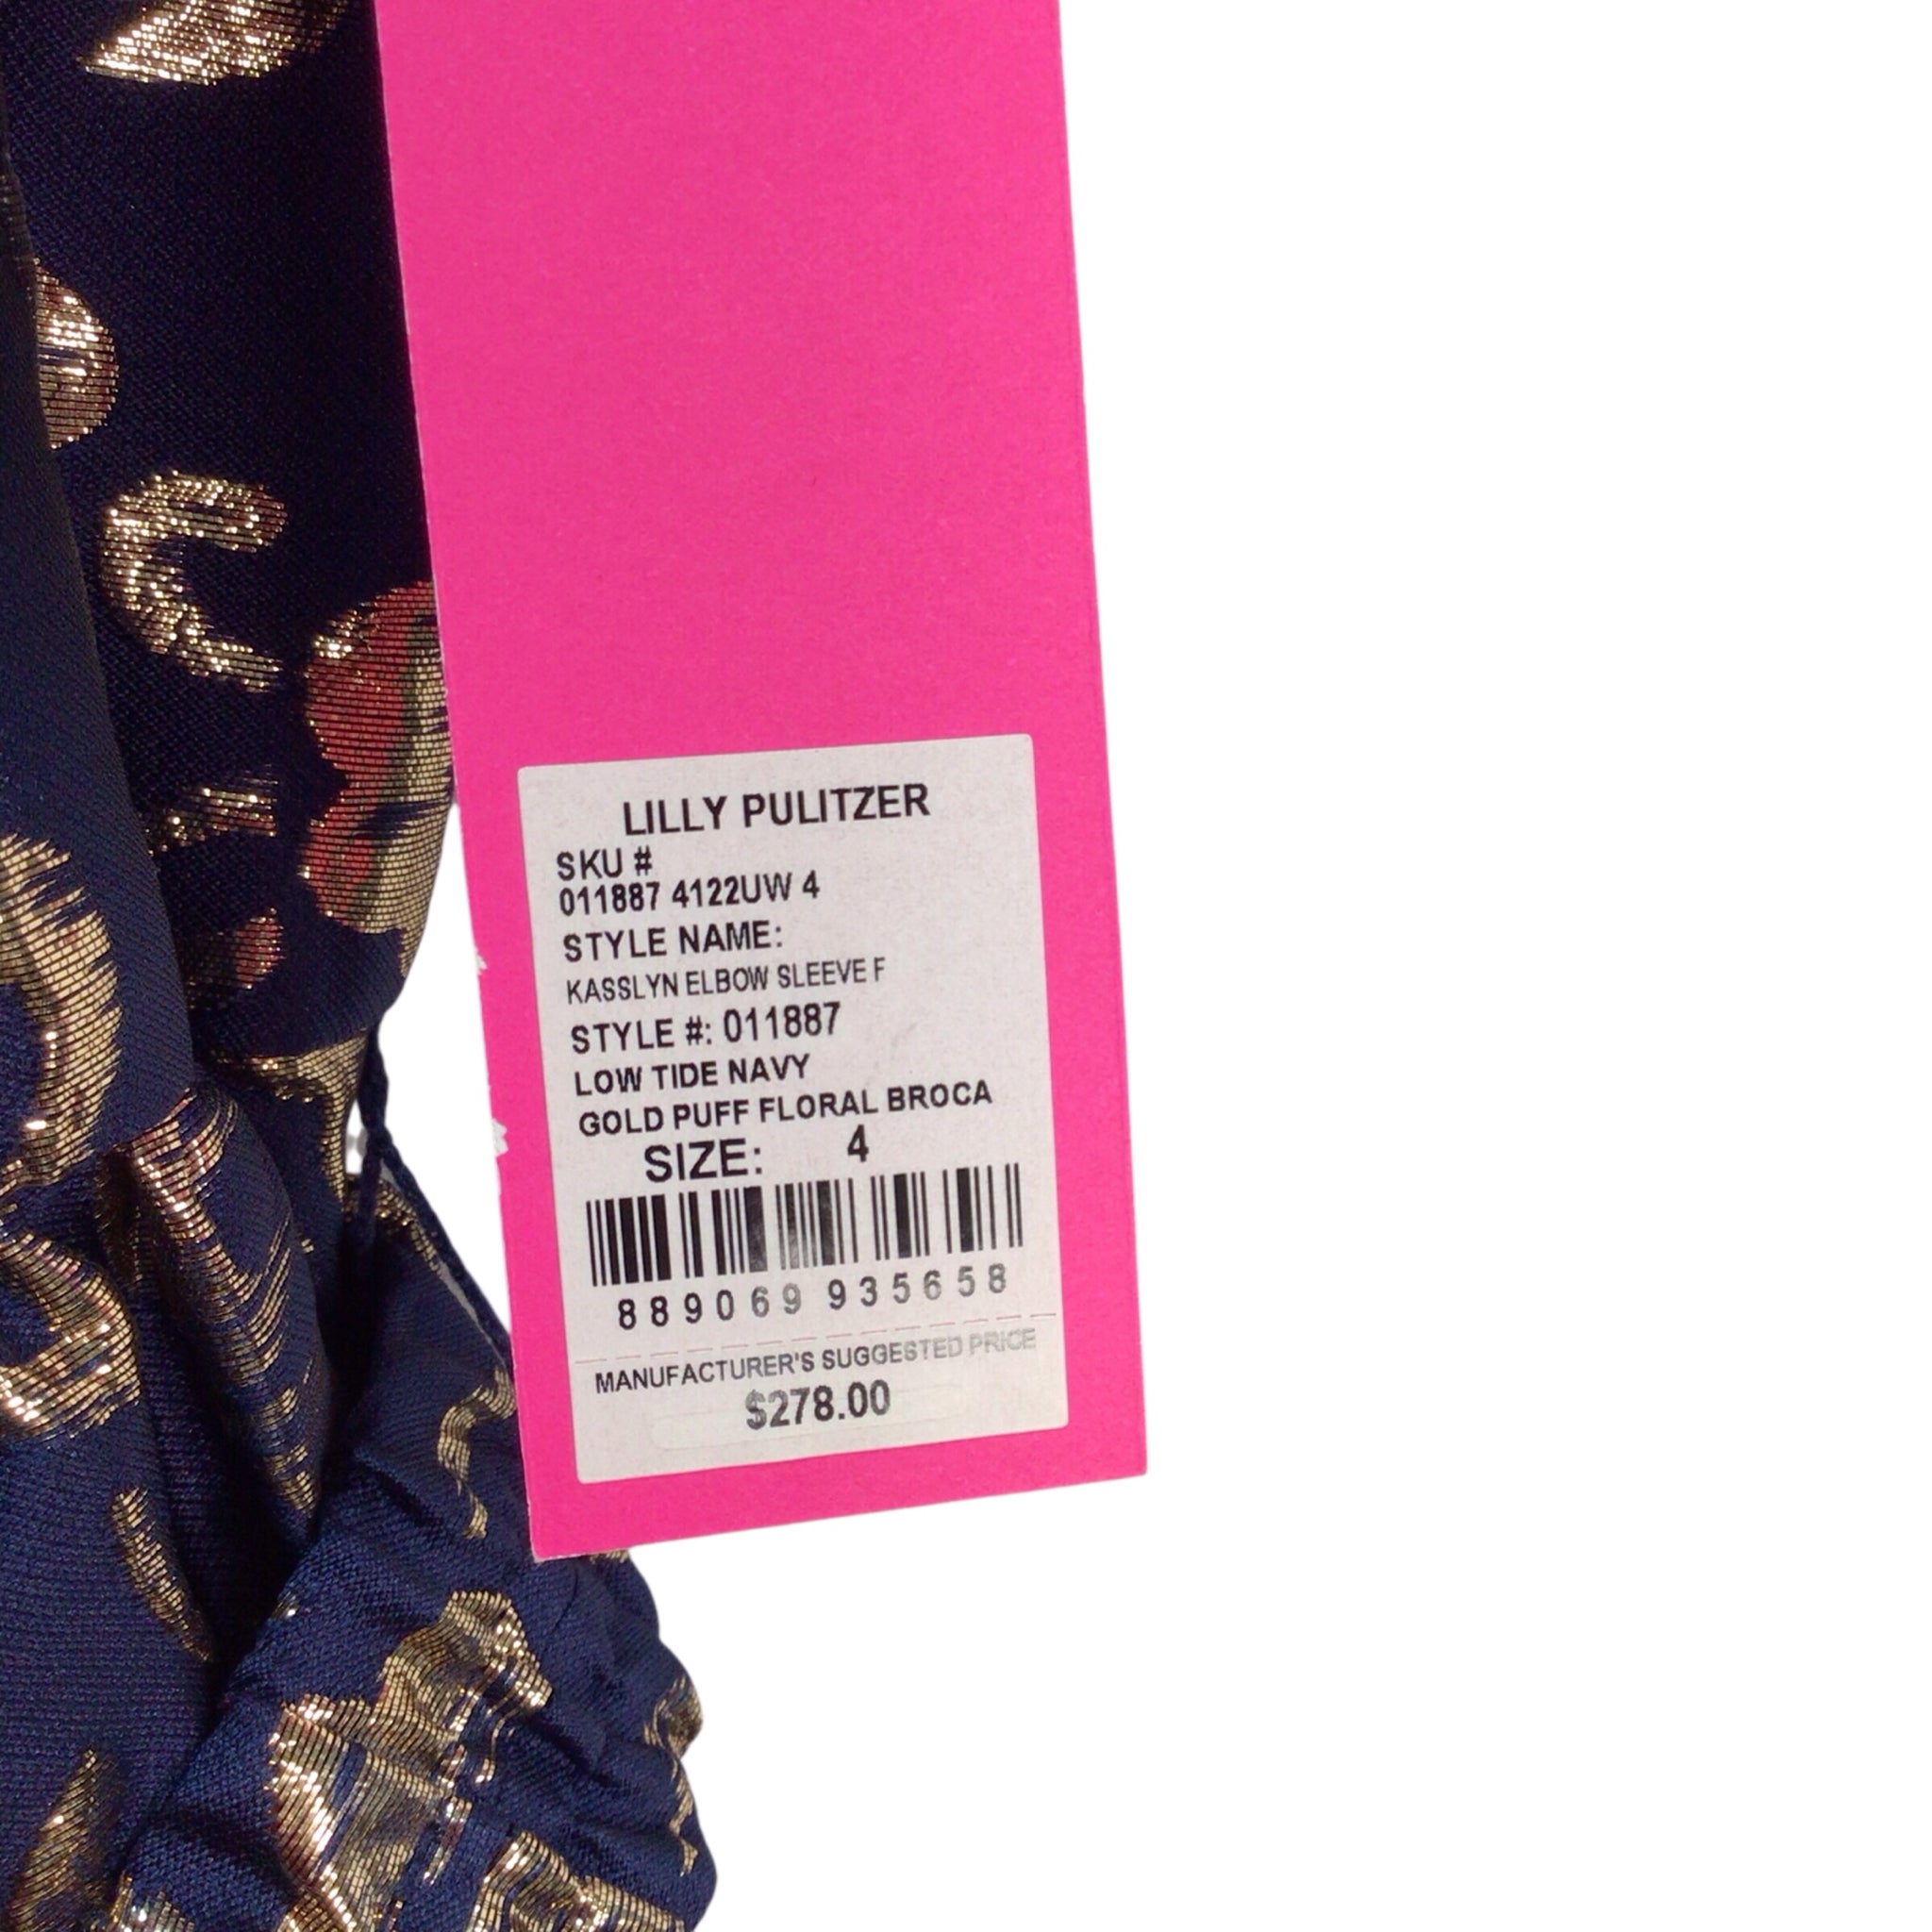 LILLY PULITZER
SKU #
011887 4122UW 4
STYLE NAME:
KASSLYN ELBOW SLEEVE F
STYLE #: 011887
LOW TIDE NAVY
GOLD PUFF FLORAL BROCA
SIZE: 4
889069 935658
MANUFACTURER'S SUGGESTED PRICE
$278.00